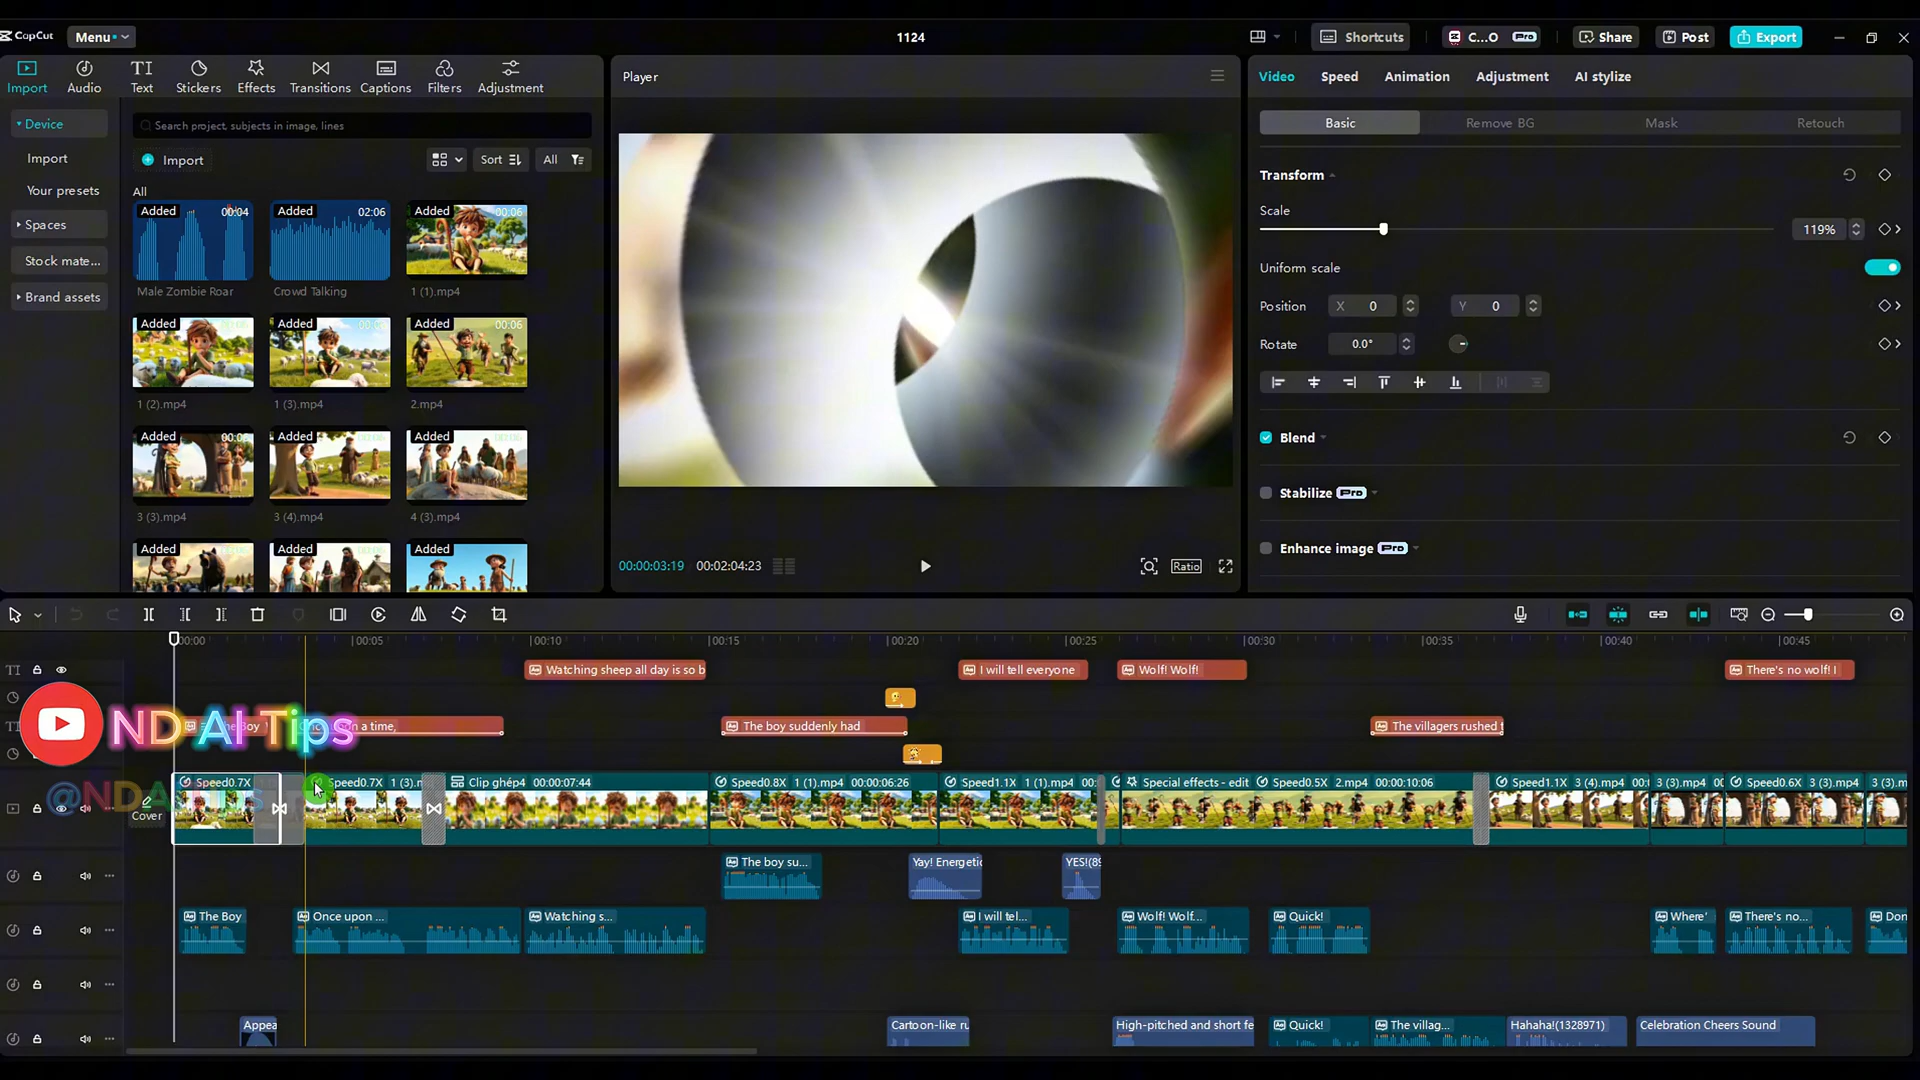 CapCut
Menu
1124
Shortcuts
C...O
Pro
Share
Post
Export
Import
Audio
Text
Stickers
Effects
Transitions
Captions
Filters
Adjustment
Device
Import
Your presets
Spaces
Stock mate...
Brand assets
Search project, subjects in image, lines
Import
Sort
All
All
Added 00:04
Added 02:06
Added 00:06
Male Zombie Roar
Crowd Talking
1 (1).mp4
Added
Added
Added 00:06
1 (2).mp4
1 (3).mp4
2.mp4
Added 00:06
Added 00:06
Added 00:06
3 (3).mp4
3 (4).mp4
4 (3).mp4
Added
Added
Added
Player
00:00:03:19 00:02:04:23
Ratio
Video
Speed
Animation
Adjustment
AI stylize
Basic
Remove BG
Mask
Retouch
Transform
Scale
119%
Uniform scale
Position X 0 Y 0
Rotate 0.0°
Blend
Stabilize Pro
Enhance image Pro
00:00
00:05
00:10
00:15
00:20
00:25
00:30
00:35
00:40
00:45
Watching sheep all day is so b
I will tell everyone
Wolf! Wolf!
There's no wolf! I
ND AI Tips
a time,
The boy suddenly had
The villagers rushed t
Cover
Speed0.7X
Speed0.7X 1 (3).n
Clip ghép4 00:00:07:44
Speed0.8X 1 (1).mp4 00:00:06:26
Speed1.1X 1 (1).mp4 00:
Special effects - edit
Speed0.5X 2.mp4 00:00:10:06
Speed1.1X 3 (4).mp4 00:
3 (3).mp4 00:
Speed0.6X 3 (3).mp4
3 (3).m
The boy su...
Yay! Energetic
YES!(89
The Boy
Once upon ...
Watching s...
I will tel...
Wolf! Wolf...
Quick!
Where'
There's no...
Don
Appea
Cartoon-like ru
High-pitched and short fe
Quick!
The villag...
Hahaha!(1328971)
Celebration Cheers Sound